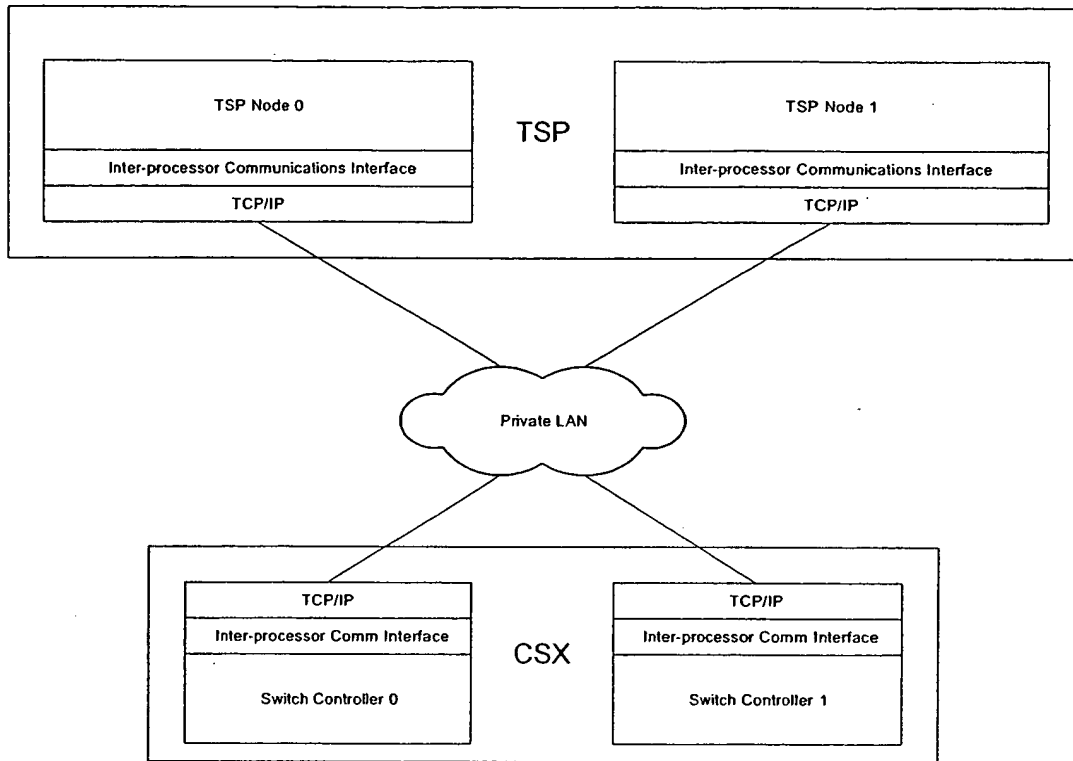 TSP Node 0
Inter-processor Communications Interface
TCP/IP
TSP
TSP Node 1
Inter-processor Communications Interface
TCP/IP
Private LAN
TCP/IP
Inter-processor Comm Interface
Switch Controller 0
CSX
TCP/IP
Inter-processor Comm Interface
Switch Controller 1